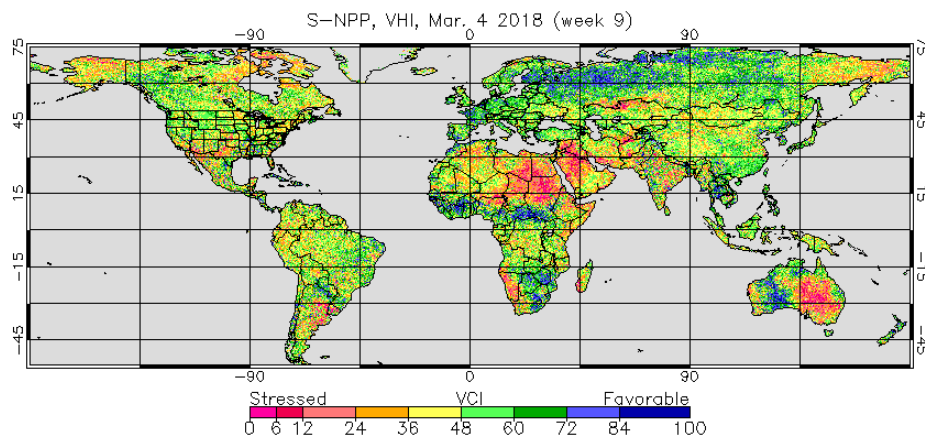 S-NPP, VHI, Mar. 4 2018 (week 9)
-90 0 90
75 75
45 45
15 15
-15 -15
-45 -45
-90 0 90
Stressed VCI Favorable
0 6 12 24 36 48 60 72 84 100